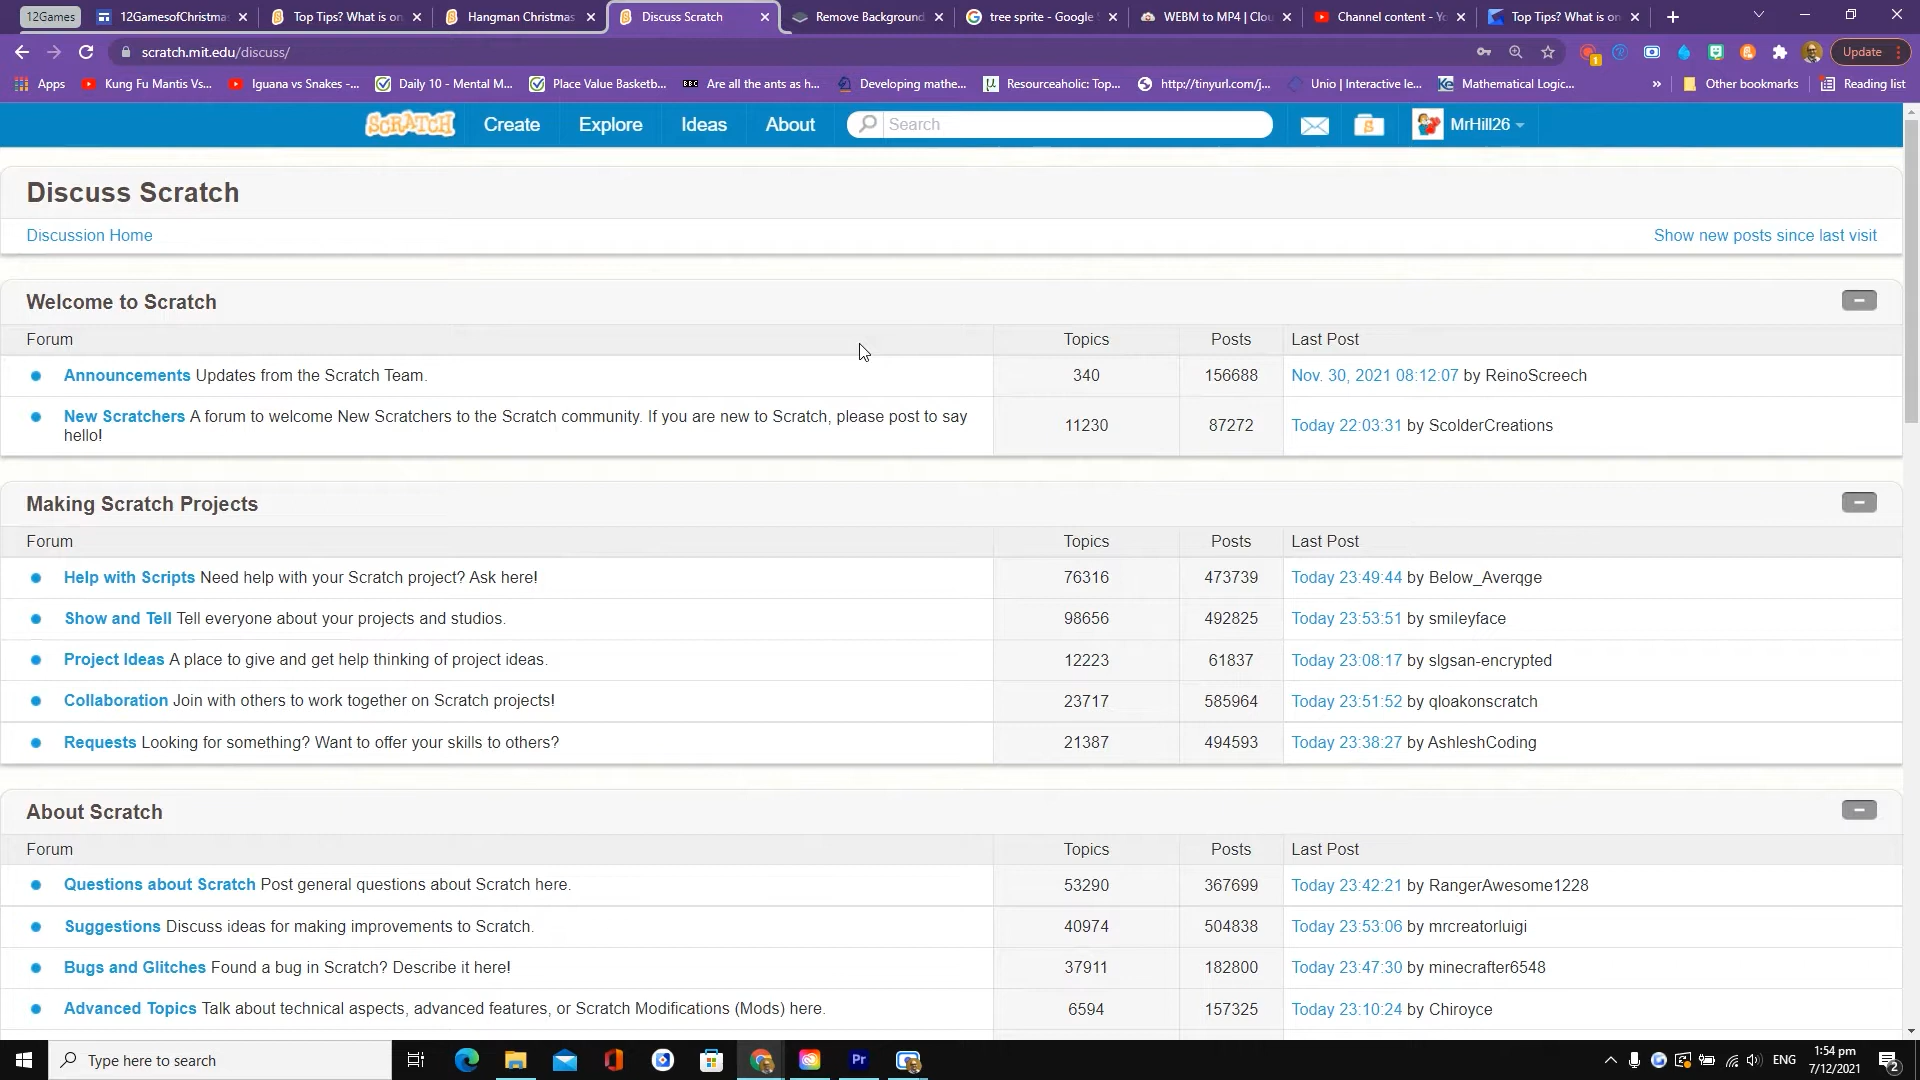 12Games
12GamesofChristma
Top Tips? What is on
Hangman Christmas
Discuss Scratch
Remove Background
tree sprite - Google
WEBM to MP4 | Clou
Channel content - Yo
Top Tips? What is on
scratch.mit.edu/discuss/
1
Update
Apps
Kung Fu Mantis Vs...
Iguana vs Snakes -...
Daily 10 - Mental M...
Place Value Basketb...
BBC
Are all the ants as h...
Developing mathe...
Resourceaholic: Top...
http://tinyurl.com/j...
Unio | Interactive le...
Mathematical Logic...
»
Other bookmarks
Reading list
SCRATCH
Create
Explore
Ideas
About
Search
MrHill26
Discuss Scratch
Discussion Home
Show new posts since last visit
Welcome to Scratch
Forum Topics Posts Last Post
Announcements Updates from the Scratch Team. 340 156688 Nov. 30, 2021 08:12:07 by ReinoScreech
New Scratchers A forum to welcome New Scratchers to the Scratch community. If you are new to Scratch, please post to say
hello!
11230 87272 Today 22:03:31 by ScolderCreations
Making Scratch Projects
Forum Topics Posts Last Post
Help with Scripts Need help with your Scratch project? Ask here! 76316 473739 Today 23:49:44 by Below_Averqge
Show and Tell Tell everyone about your projects and studios. 98656 492825 Today 23:53:51 by smileyface
Project Ideas A place to give and get help thinking of project ideas. 12223 61837 Today 23:08:17 by slgsan-encrypted
Collaboration Join with others to work together on Scratch projects! 23717 585964 Today 23:51:52 by qloakonscratch
Requests Looking for something? Want to offer your skills to others? 21387 494593 Today 23:38:27 by AshleshCoding
About Scratch
Forum Topics Posts Last Post
Questions about Scratch Post general questions about Scratch here. 53290 367699 Today 23:42:21 by RangerAwesome1228
Suggestions Discuss ideas for making improvements to Scratch. 40974 504838 Today 23:53:06 by mrcreatorluigi
Bugs and Glitches Found a bug in Scratch? Describe it here! 37911 182800 Today 23:47:30 by minecrafter6548
Advanced Topics Talk about technical aspects, advanced features, or Scratch Modifications (Mods) here. 6594 157325 Today 23:10:24 by Chiroyce
Type here to search
Pr
ENG
1:54 pm
7/12/2021
2